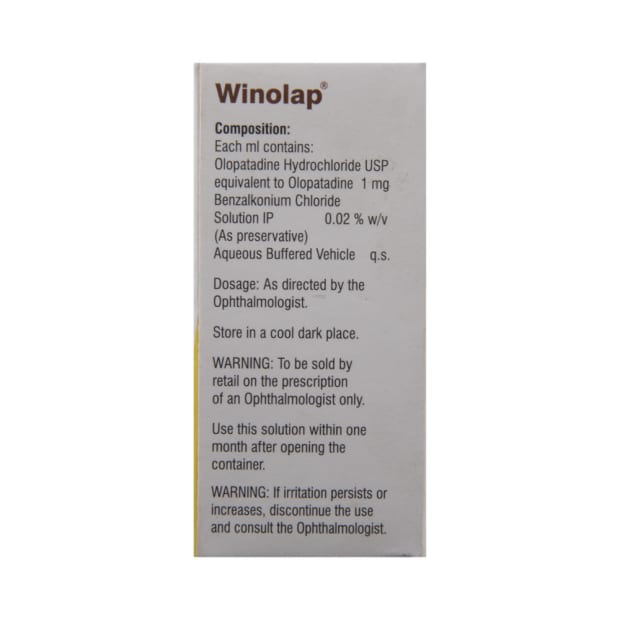 Winolap®
Composition:
Each ml contains:
Olopatadine Hydrochloride USP
equivalent to Olopatadine 1 mg
Benzalkonium Chloride
Solution IP 0.02 % w/v
(As preservative)
Aqueous Buffered Vehicle q.s.
Dosage: As directed by the
Ophthalmologist.
Store in a cool dark place.
WARNING: To be sold by
retail on the prescription
of an Ophthalmologist only.
Use this solution within one
month after opening the
container.
WARNING: If irritation persists or
increases, discontinue the use
and consult the Ophthalmologist.